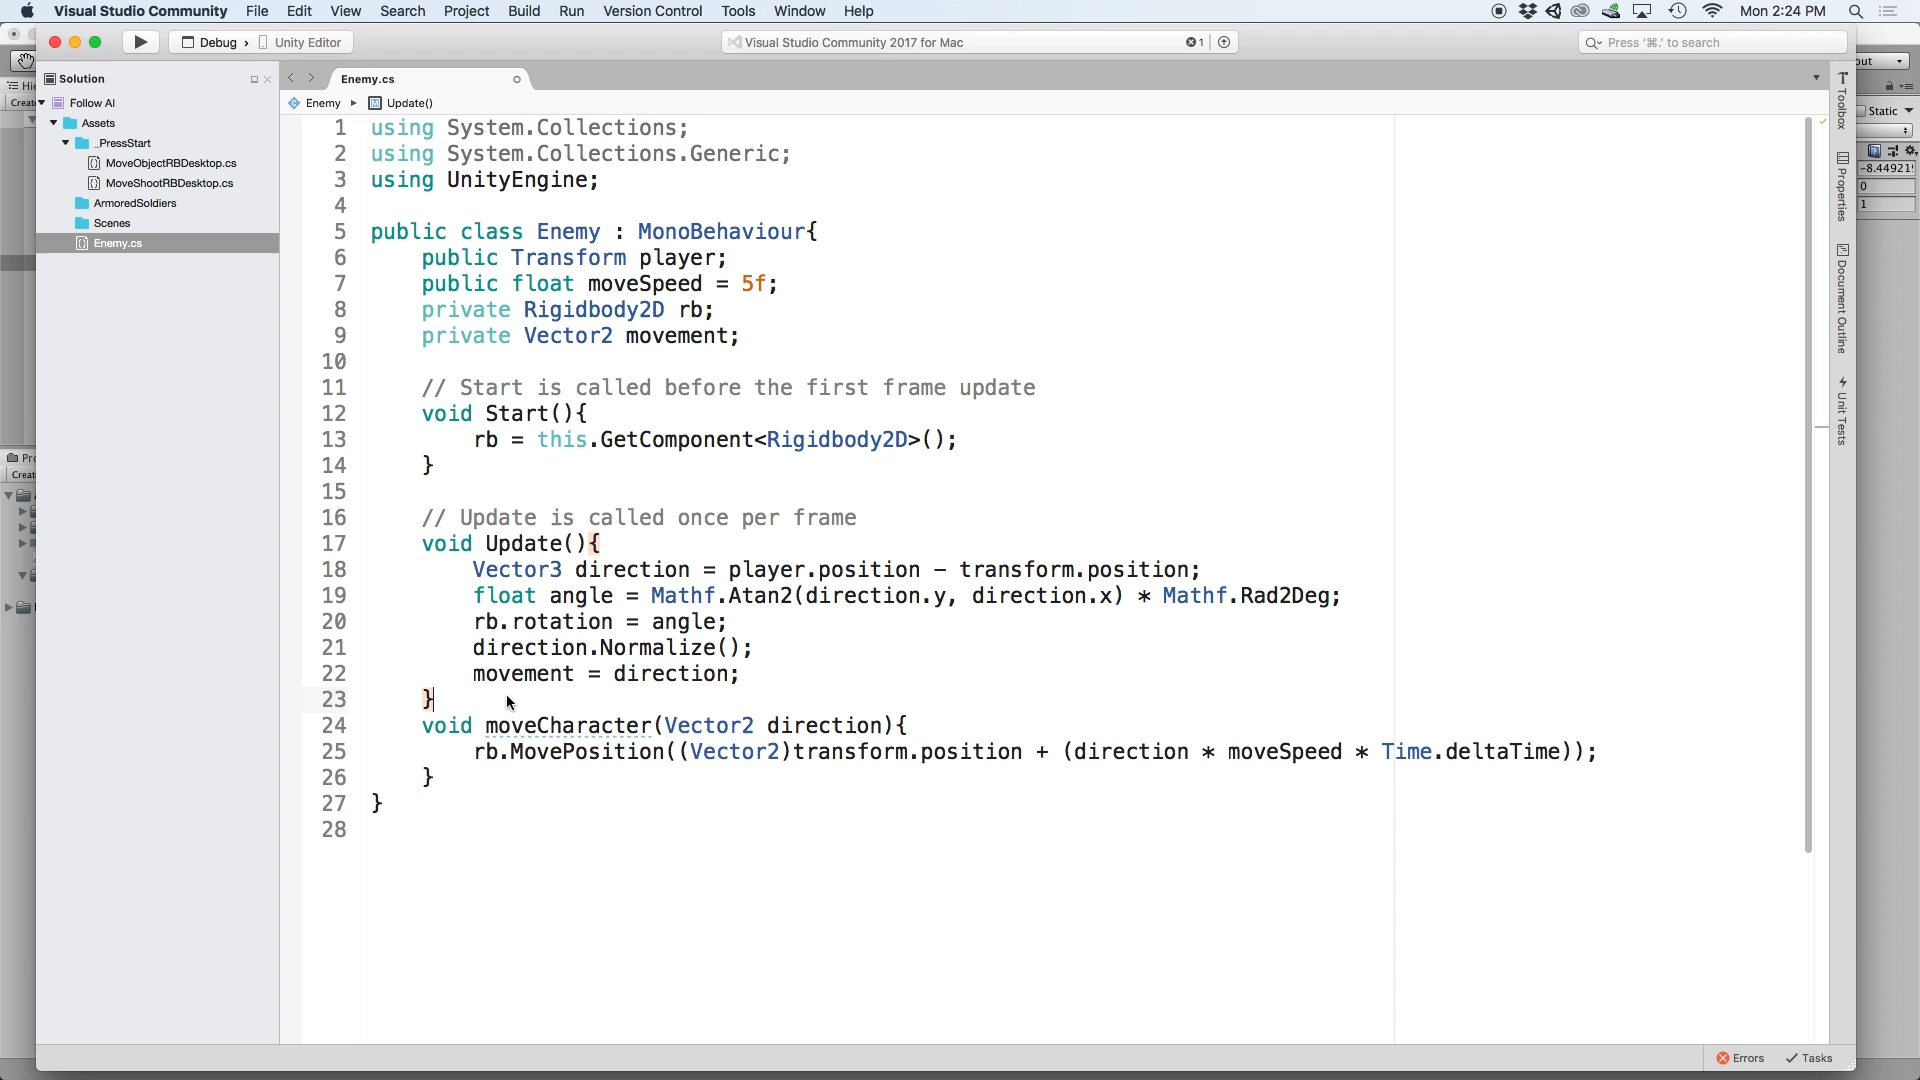 Visual Studio Community File Edit View Search Project Build Run Version Control Tools Window Help Mon 2:24 PM
Debug › Unity Editor
Visual Studio Community 2017 for Mac
1
Press '⌘.' to search
Solution
Follow AI
Assets
_PressStart
MoveObjectRBDesktop.cs
MoveShootRBDesktop.cs
ArmoredSoldiers
Scenes
Enemy.cs
Enemy.cs
Enemy ▸ Update()
1 using System.Collections;
2 using System.Collections.Generic;
3 using UnityEngine;
4
5 public class Enemy : MonoBehaviour{
6 public Transform player;
7 public float moveSpeed = 5f;
8 private Rigidbody2D rb;
9 private Vector2 movement;
10
11 // Start is called before the first frame update
12 void Start(){
13 rb = this.GetComponent<Rigidbody2D>();
14 }
15
16 // Update is called once per frame
17 void Update(){
18 Vector3 direction = player.position - transform.position;
19 float angle = Mathf.Atan2(direction.y, direction.x) * Mathf.Rad2Deg;
20 rb.rotation = angle;
21 direction.Normalize();
22 movement = direction;
23 }
24 void moveCharacter(Vector2 direction){
25 rb.MovePosition((Vector2)transform.position + (direction * moveSpeed * Time.deltaTime));
26 }
27 }
28
Toolbox
Properties
Document Outline
Unit Tests
Errors Tasks
Hie
Creat
Pro
Creat
out
Static
-8.44921
0
1